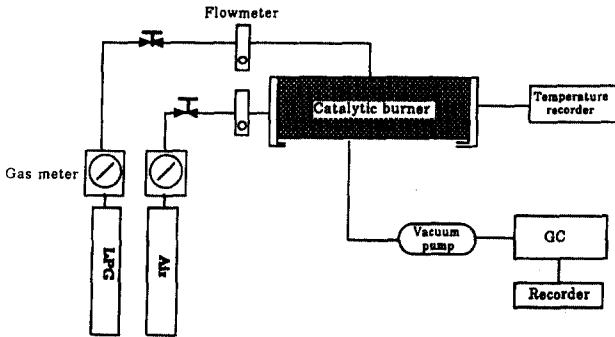 Flowmeter
Catalytic burner
Temperature
recorder
Gas meter
LPG
Air
Vacuum
pump
GC
Recorder